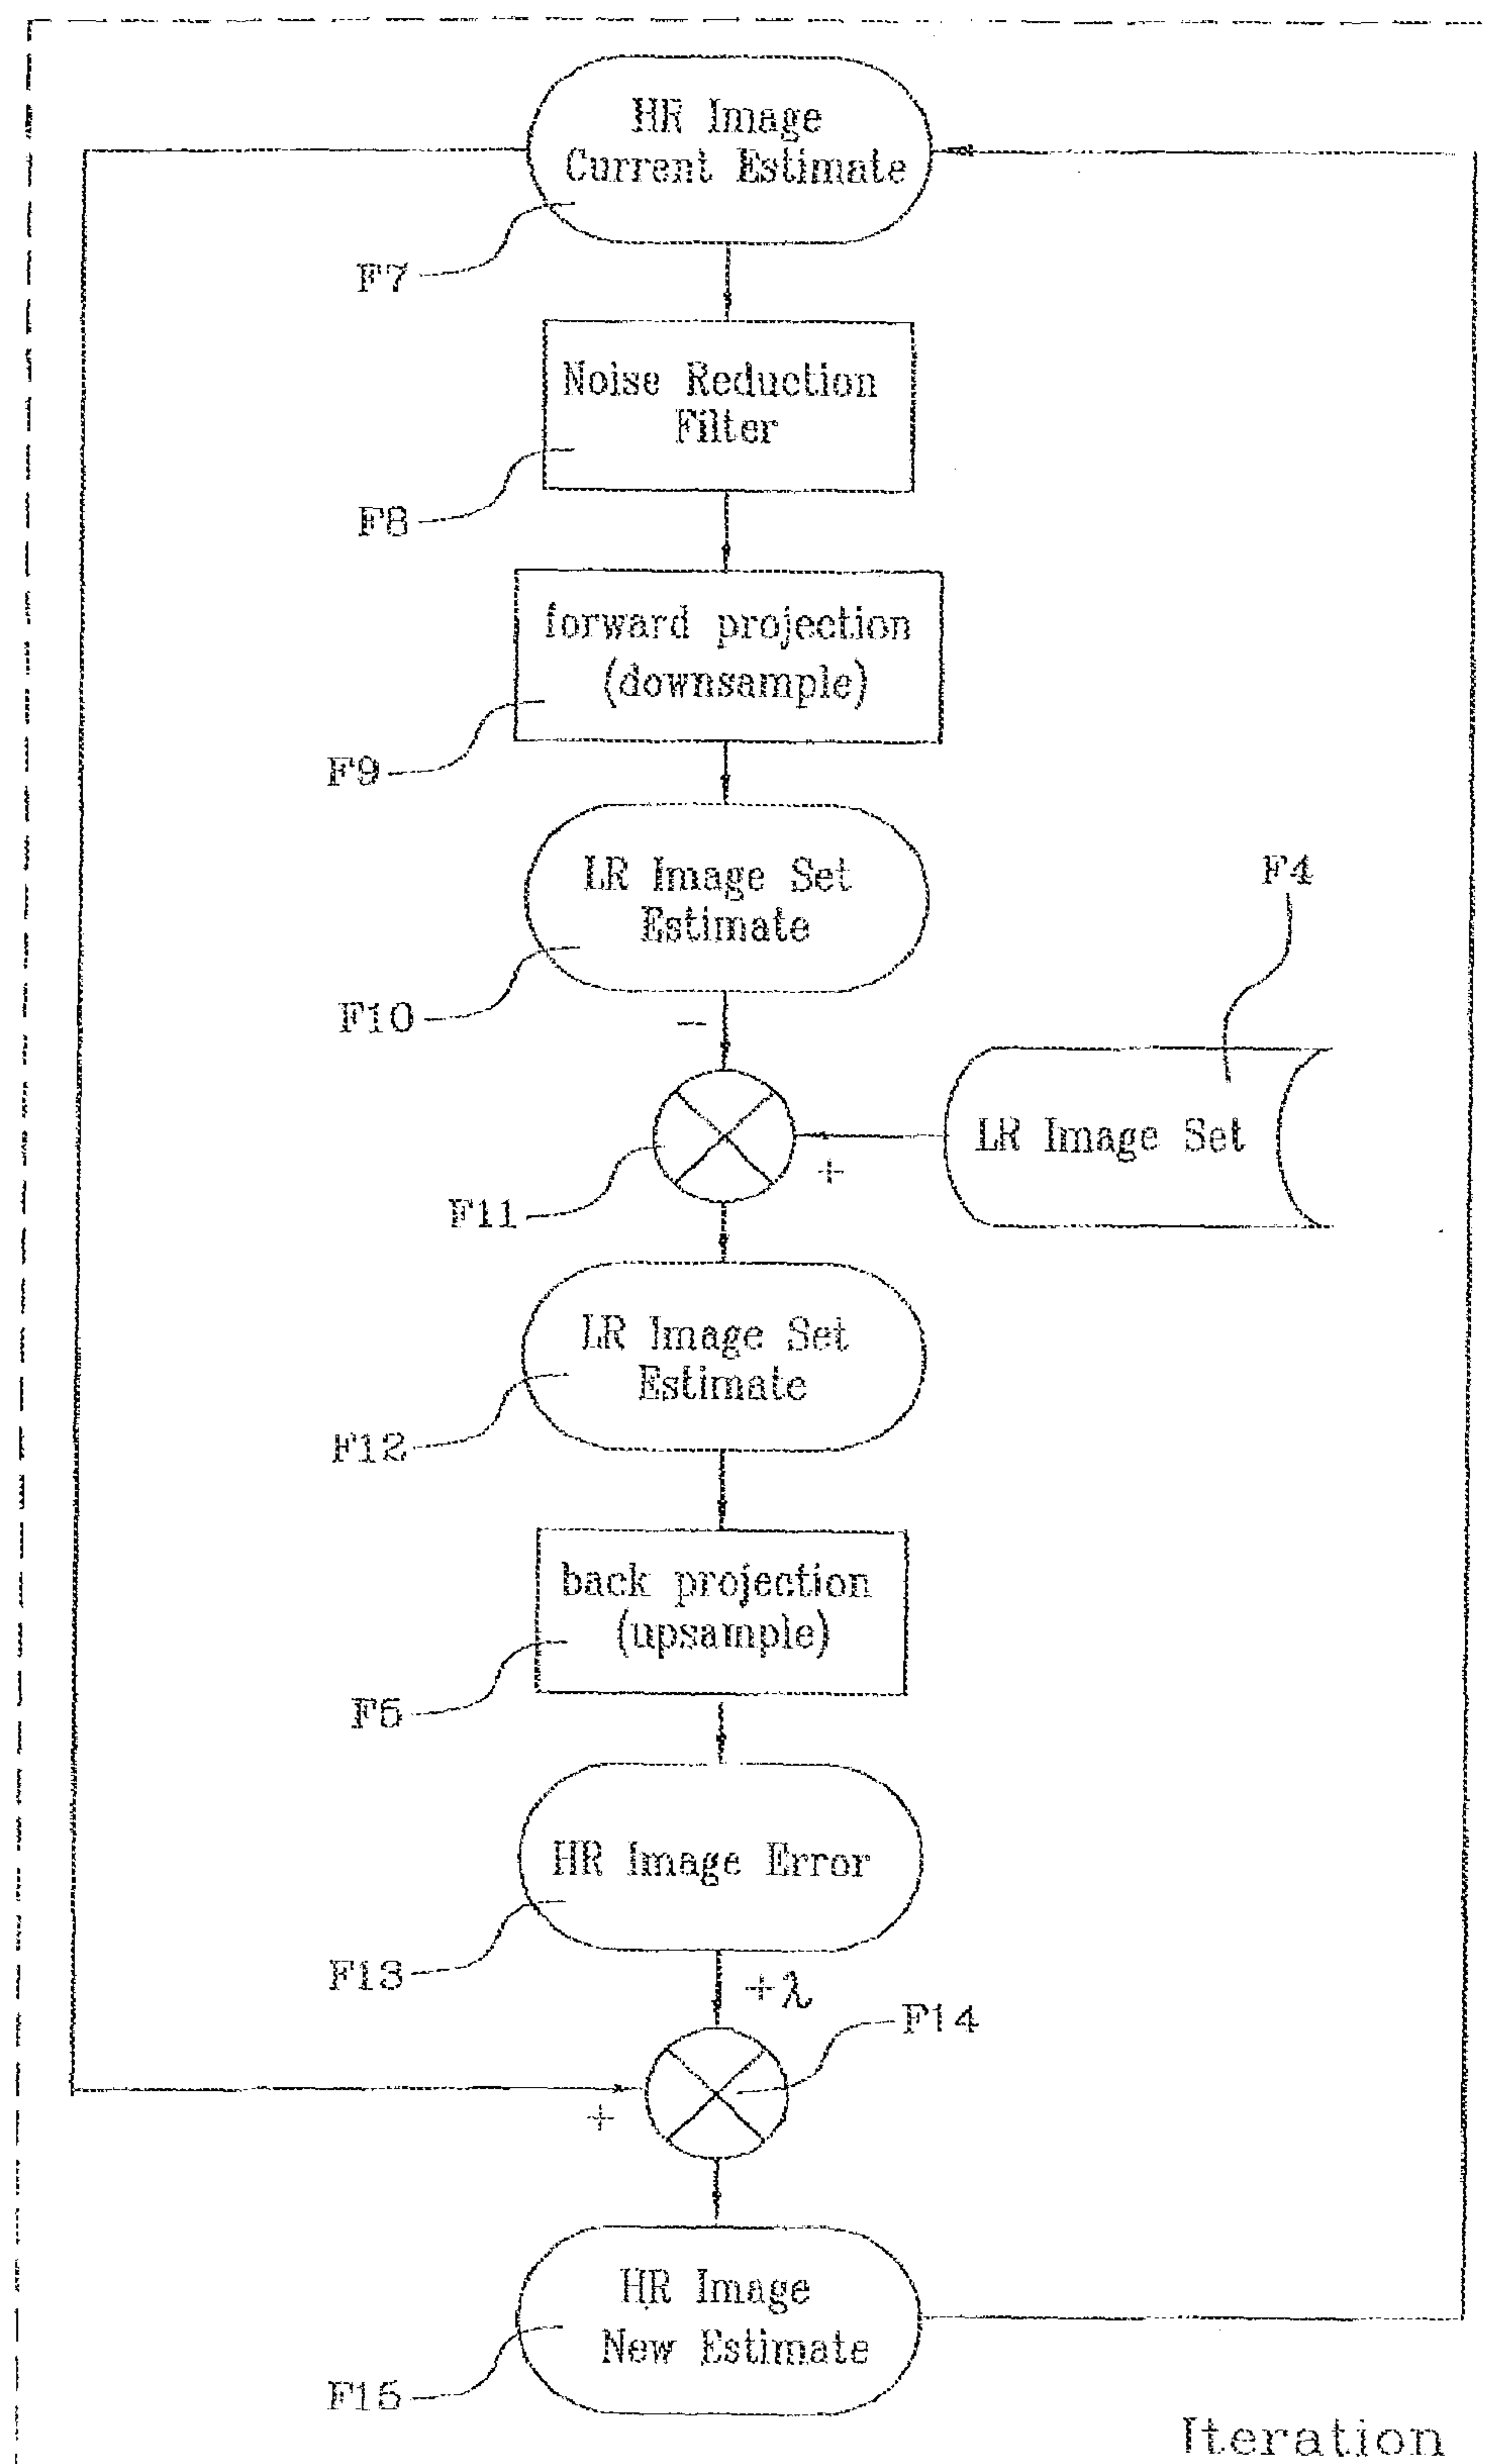 HR Image
Current Estimate
F7
Noise Reduction
Filter
F8
forward projection
(downsample)
F9
LR Image Set
Estimate
F10
−
F4
LR Image Set
+
F11
LR Image Set
Estimate
F12
back projection
(upsample)
F5
HR Image Error
F13
+λ
F14
+
HR Image
New Estimate
F15
Iteration